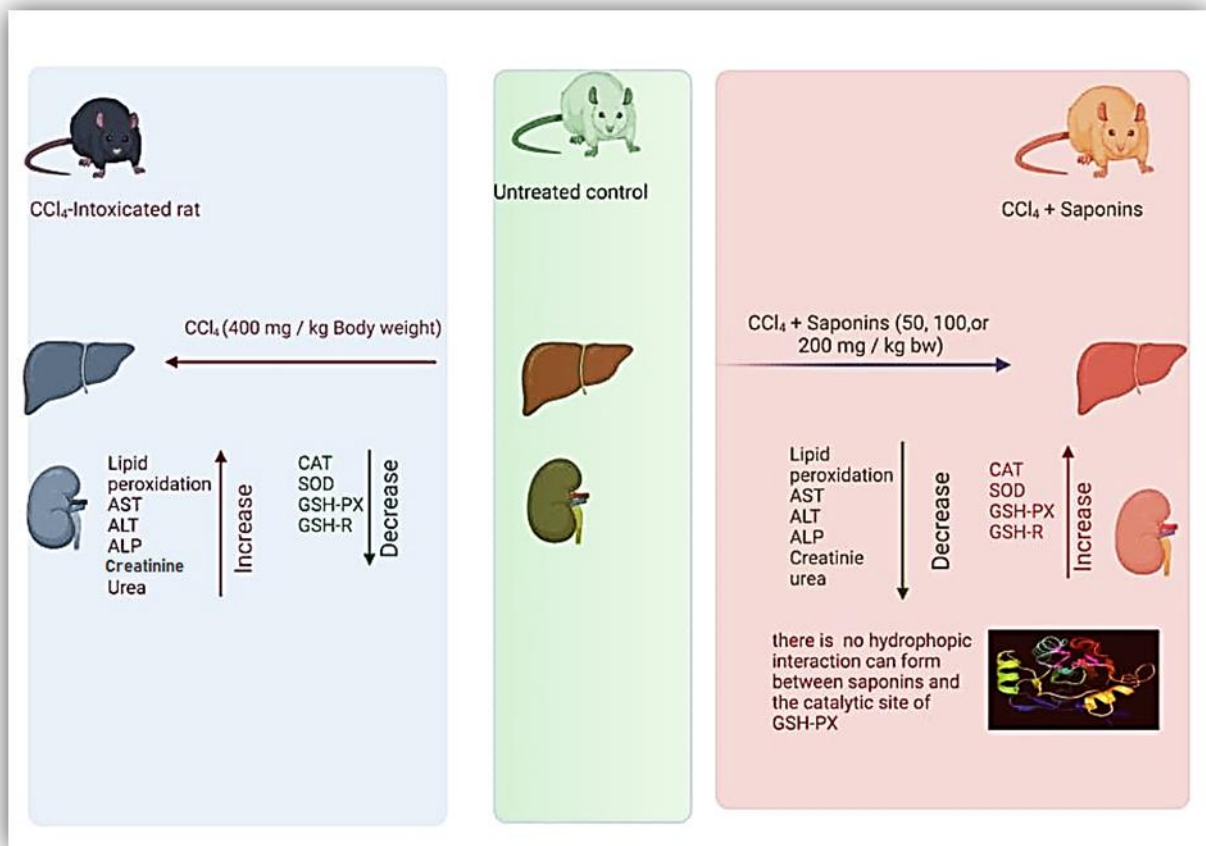 CCl₄-Intoxicated rat
CCl₄ (400 mg / kg Body weight)
Lipid
peroxidation
AST
ALT
ALP
Creatinine
Urea
Increase
CAT
SOD
GSH-PX
GSH-R
Decrease
Untreated control
CCl₄ + Saponins
CCl₄ + Saponins (50, 100,or
200 mg / kg bw)
Lipid
peroxidation
AST
ALT
ALP
Creatinie
urea
Decrease
CAT
SOD
GSH-PX
GSH-R
Increase
there is no hydrophopic
interaction can form
between saponins and
the catalytic site of
GSH-PX